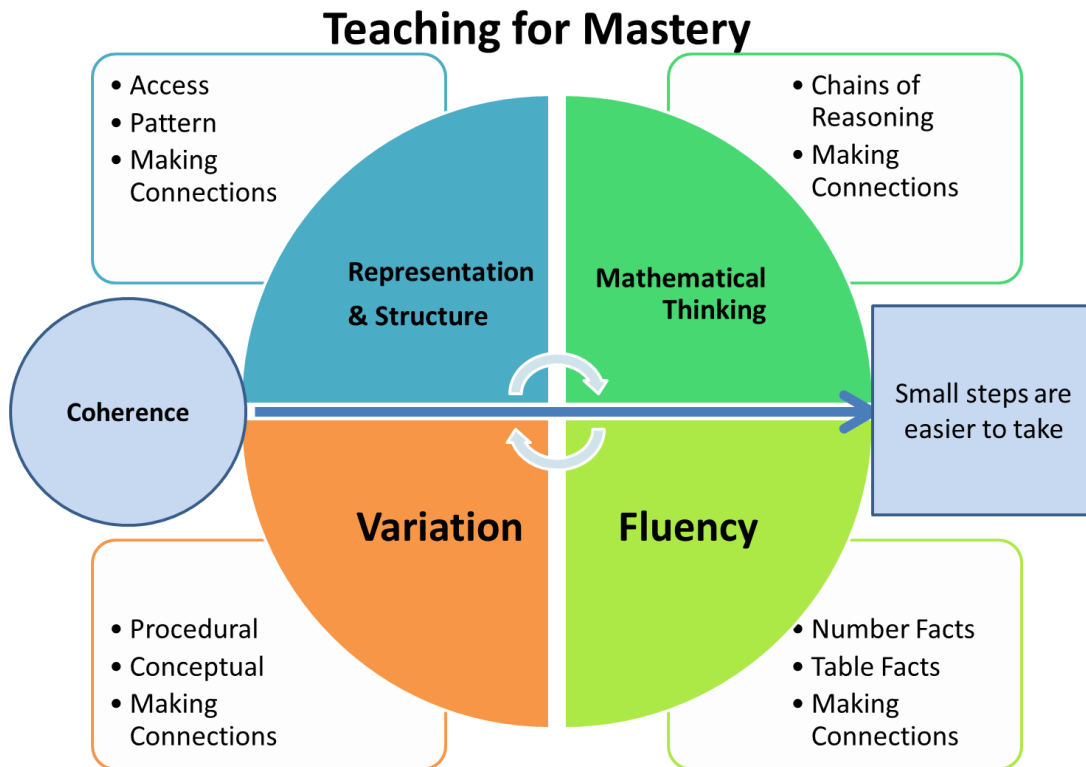 Teaching for Mastery
• Access
• Pattern
• Making
Connections
• Chains of
Reasoning
• Making
Connections
Representation
& Structure
Mathematical
Thinking
Coherence
Small steps are
easier to take
Variation
Fluency
• Procedural
• Conceptual
• Making
Connections
• Number Facts
• Table Facts
• Making
Connections